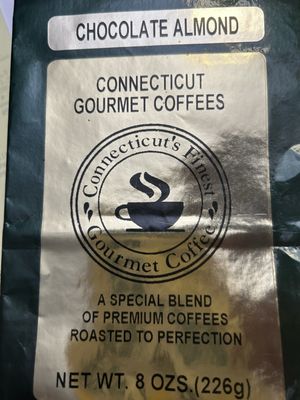 CHOCOLATE ALMOND
CONNECTICUT
GOURMET COFFEES
Connecticut's Finest
Gourmet Coffee
A SPECIAL BLEND
OF PREMIUM COFFEES
ROASTED TO PERFECTION
NET WT. 8 OZS.(226g)